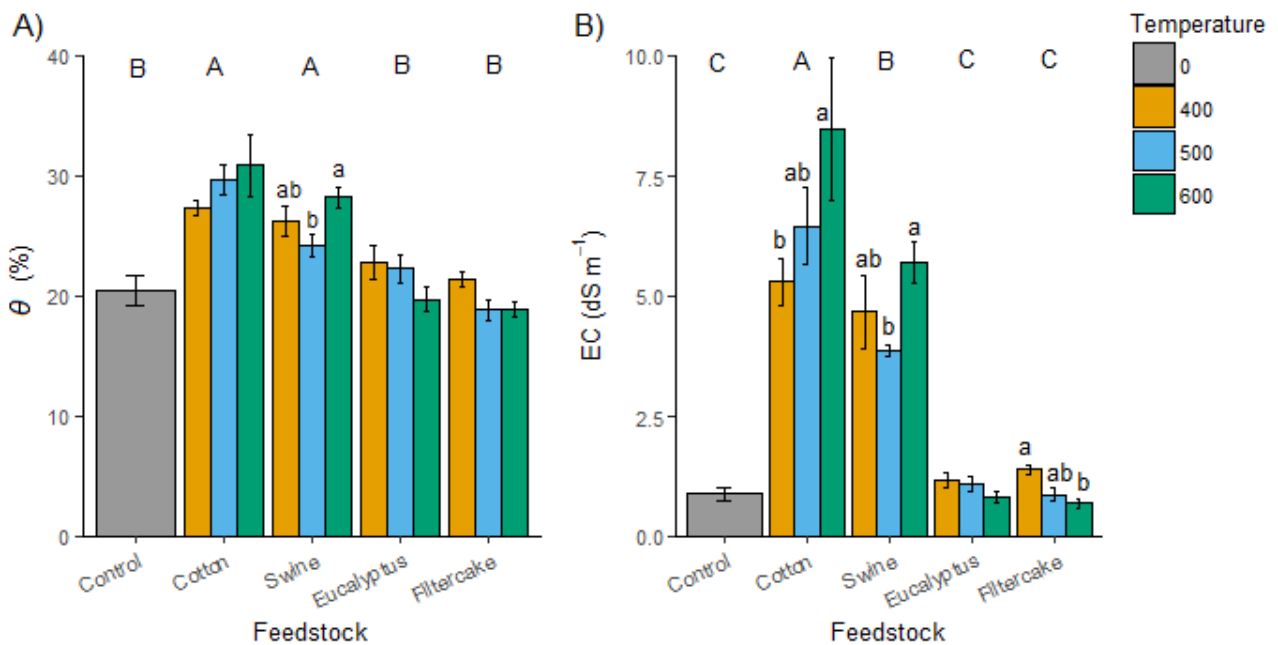 A)
40
30
20
10
0
θ (%)
B A A B B
ab b a
Control Cotton Swine Eucalyptus Filtercake
Feedstock
B)
10.0
7.5
5.0
2.5
0.0
EC (dS m⁻¹)
C A B C C
b ab a
ab b a
a ab b
Control Cotton Swine Eucalyptus Filtercake
Feedstock
Temperature
0
400
500
600